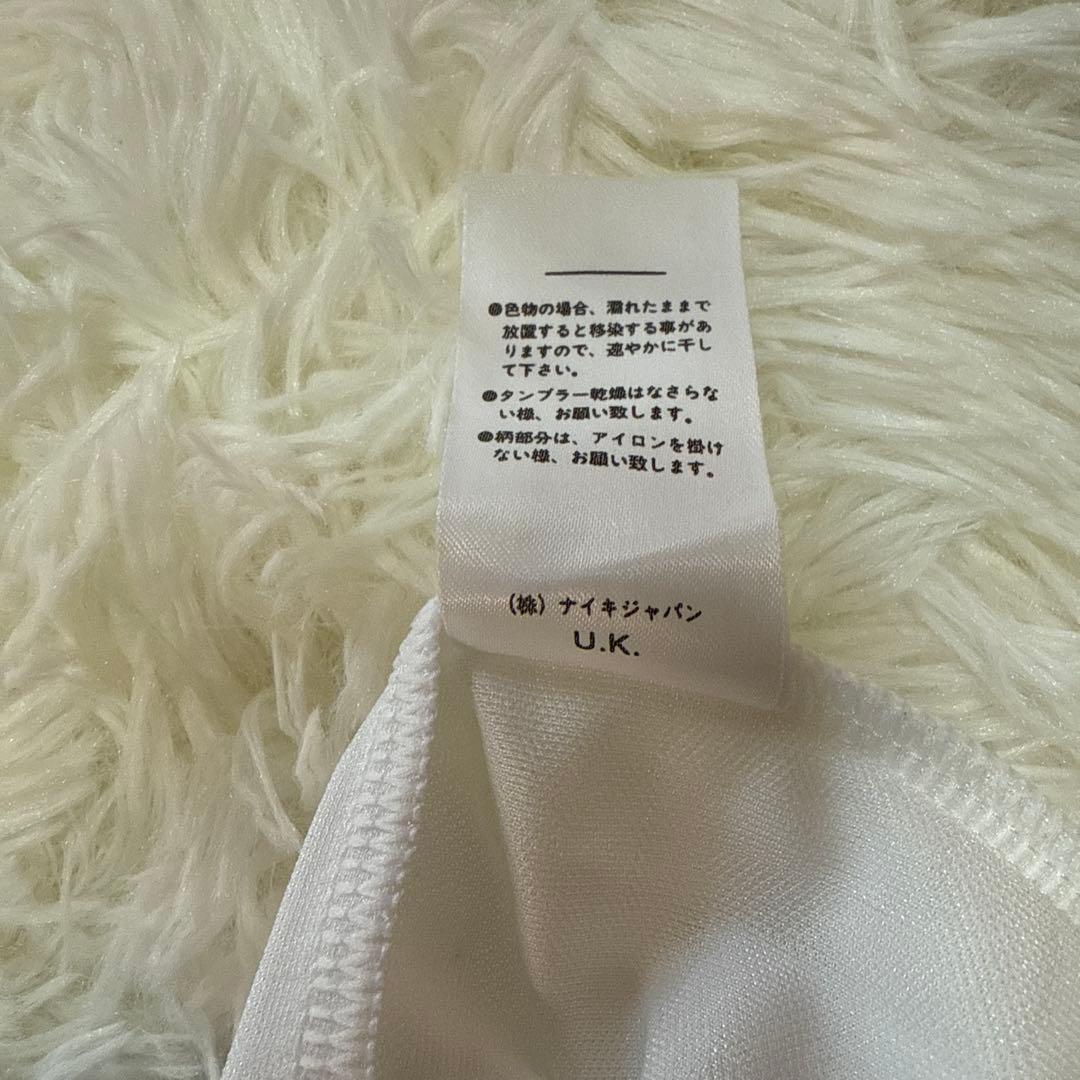 ●色物の場合、濡れたままで
放置すると移染する事があ
りますので、速やかに干し
て下さい。
●タンブラー乾燥はなさらな
い様、お願い致します。
●柄部分は、アイロンを掛け
ない様、お願い致します。
(株) ナイキジャパン
U.K.